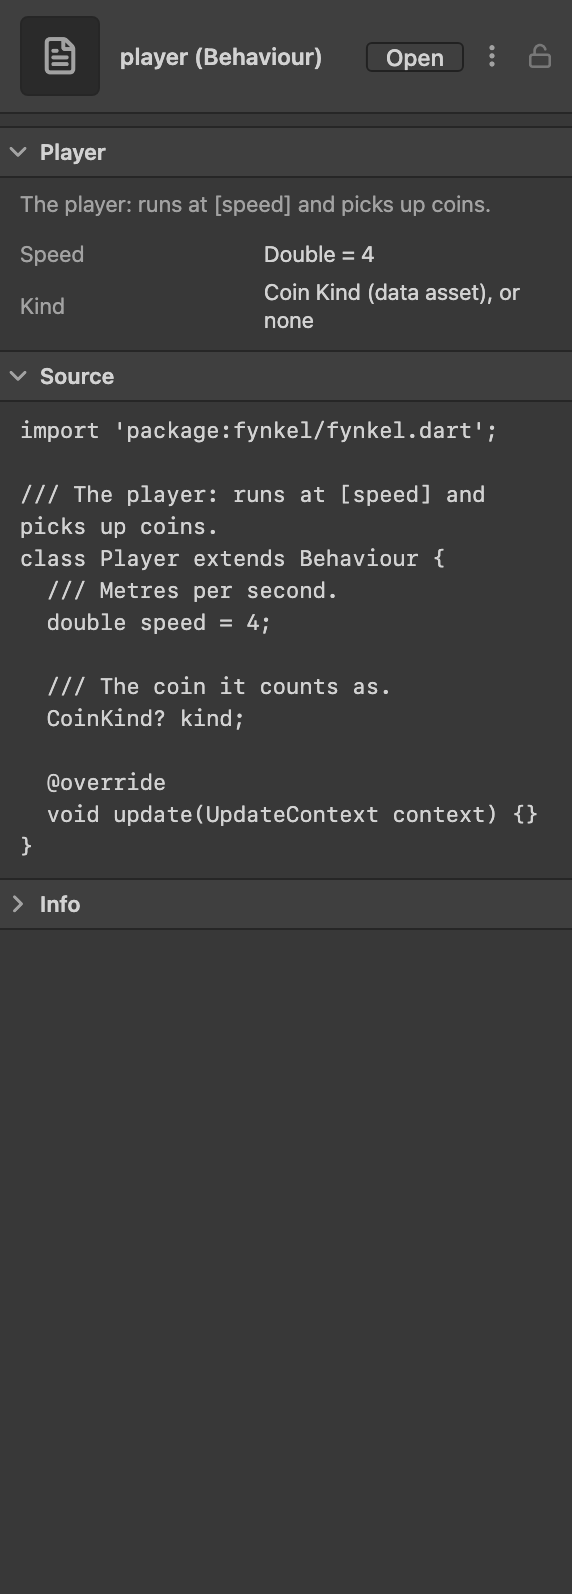 player (Behaviour)
Open
Player
The player: runs at [speed] and picks up coins.
Speed
Double = 4
Kind
Coin Kind (data asset), or
none
Source
import 'package:fynkel/fynkel.dart';
/// The player: runs at [speed] and
picks up coins.
class Player extends Behaviour {
  /// Metres per second.
  double speed = 4;
  /// The coin it counts as.
  CoinKind? kind;
  @override
  void update(UpdateContext context) {}
}
Info